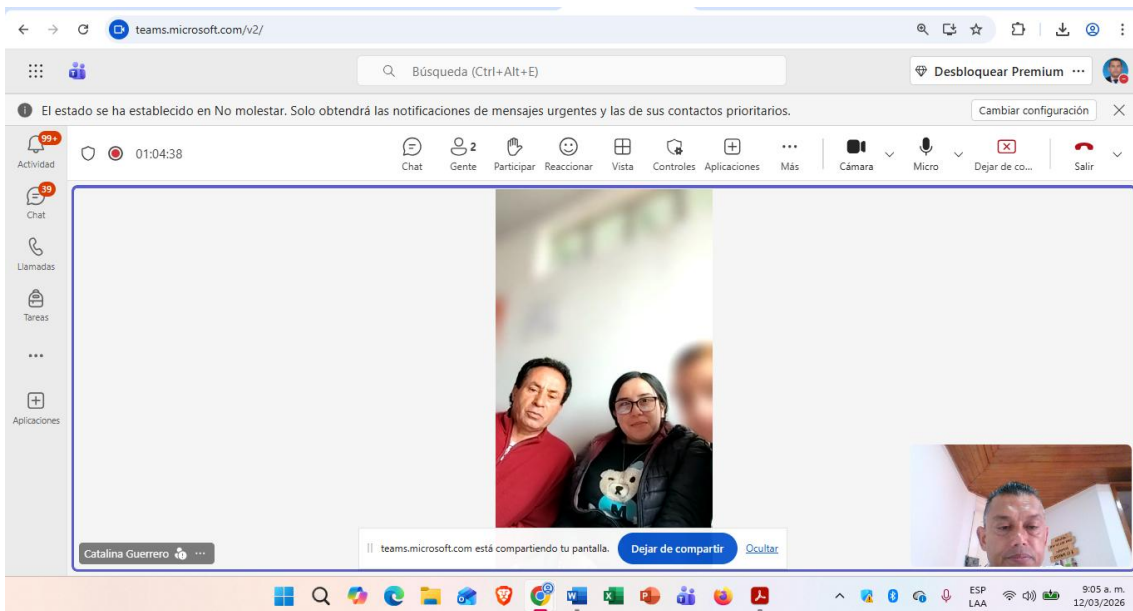 teams.microsoft.com/v2/
Búsqueda (Ctrl+Alt+E)
Desbloquear Premium
El estado se ha establecido en No molestar. Solo obtendrá las notificaciones de mensajes urgentes y las de sus contactos prioritarios.
Cambiar configuración
99+
Actividad
01:04:38
Chat
2
Gente
Participar
Reaccionar
Vista
Controles
Aplicaciones
Más
Cámara
Micro
Dejar de co...
Salir
39
Chat
Llamadas
Tareas
Aplicaciones
M
Catalina Guerrero
teams.microsoft.com está compartiendo tu pantalla.
Dejar de compartir
Ocultar
ESP
LAA
9:05 a. m.
12/03/2026